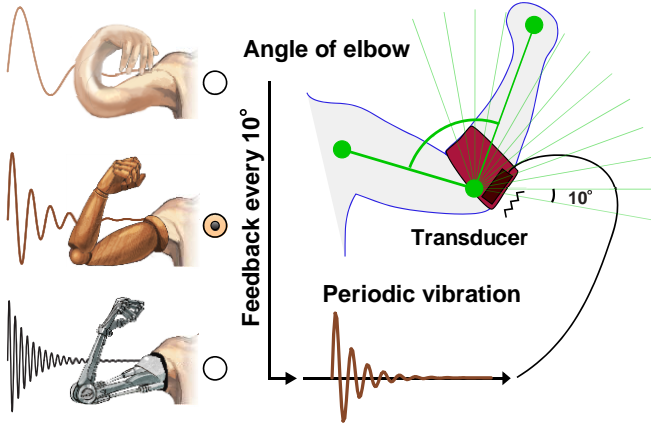 Angle of elbow
Feedback every 10°
10°
Transducer
Periodic vibration